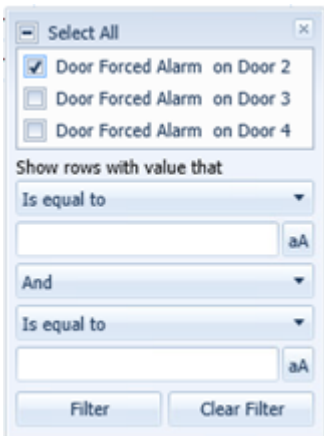 Select All
Door Forced Alarm on Door 2
Door Forced Alarm on Door 3
Door Forced Alarm on Door 4
Show rows with value that
Is equal to
aA
And
Is equal to
aA
Filter Clear Filter